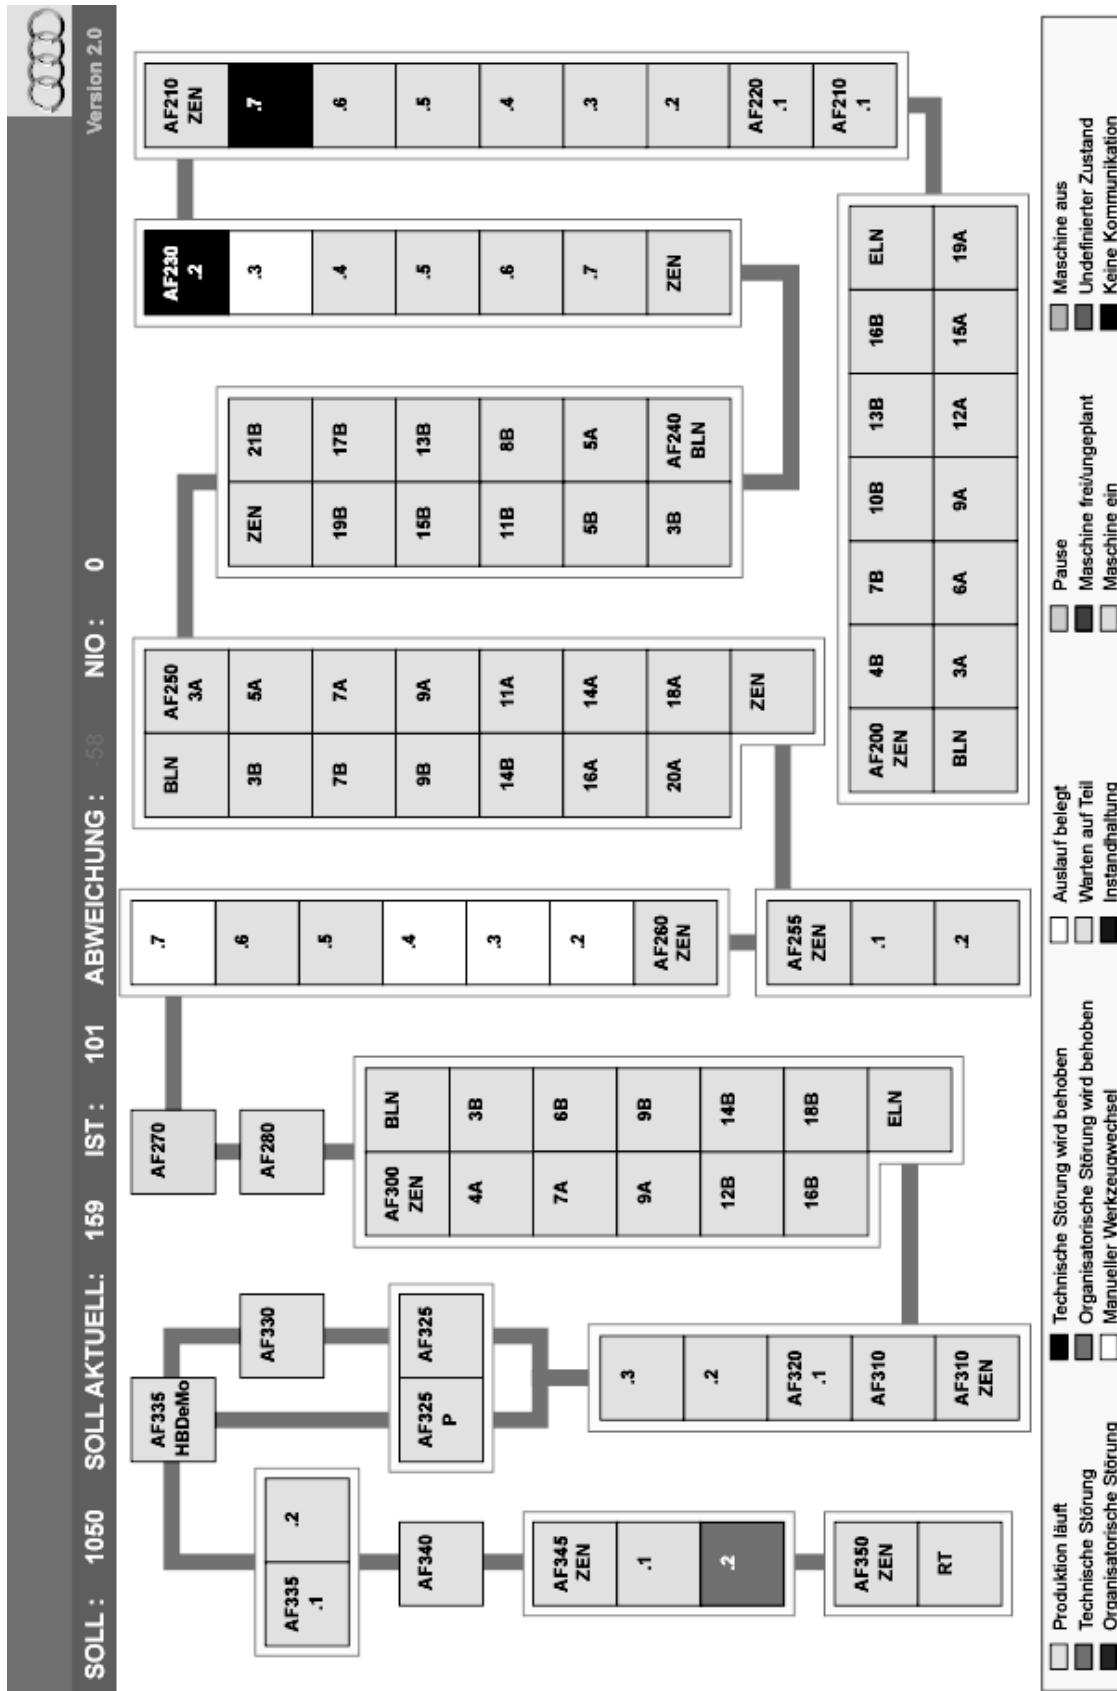 SOLL: 1050 SOLL AKTUELL: 159 IST: 101 ABWEICHUNG: -58 NIO: 0 Version 2.0
AF335
HBDeMo
AF330
AF335
.1
.2
AF340
AF325
P
AF325
AF345
ZEN
.1
.2
AF350
ZEN
RT
.3
.2
AF320
.1
AF310
AF310
ZEN
AF270
AF280
AF300
ZEN
BLN
4A
3B
7A
6B
9A
9B
12B
14B
16B
18B
ELN
.7
.6
.5
.4
.3
.2
AF260
ZEN
AF255
ZEN
.1
.2
BLN
AF250
3A
3B
5A
7B
7A
9B
9A
14B
11A
16A
14A
20A
18A
ZEN
ZEN
21B
19B
17B
15B
13B
11B
8B
5B
5A
3B
AF240
BLN
AF230
.2
.3
.4
.5
.6
.7
ZEN
AF210
ZEN
.7
.6
.5
.4
.3
.2
AF220
.1
AF210
.1
AF200
ZEN
4B
7B
10B
13B
16B
ELN
BLN
3A
6A
9A
12A
15A
19A
Produktion läuft
Technische Störung
Organisatorische Störung
Technische Störung wird behoben
Organisatorische Störung wird behoben
Manueller Werkzeugwechsel
Auslauf belegt
Warten auf Teil
Instandhaltung
Pause
Maschine frei/ungeplant
Maschine ein
Maschine aus
Undefinierter Zustand
Keine Kommunikation